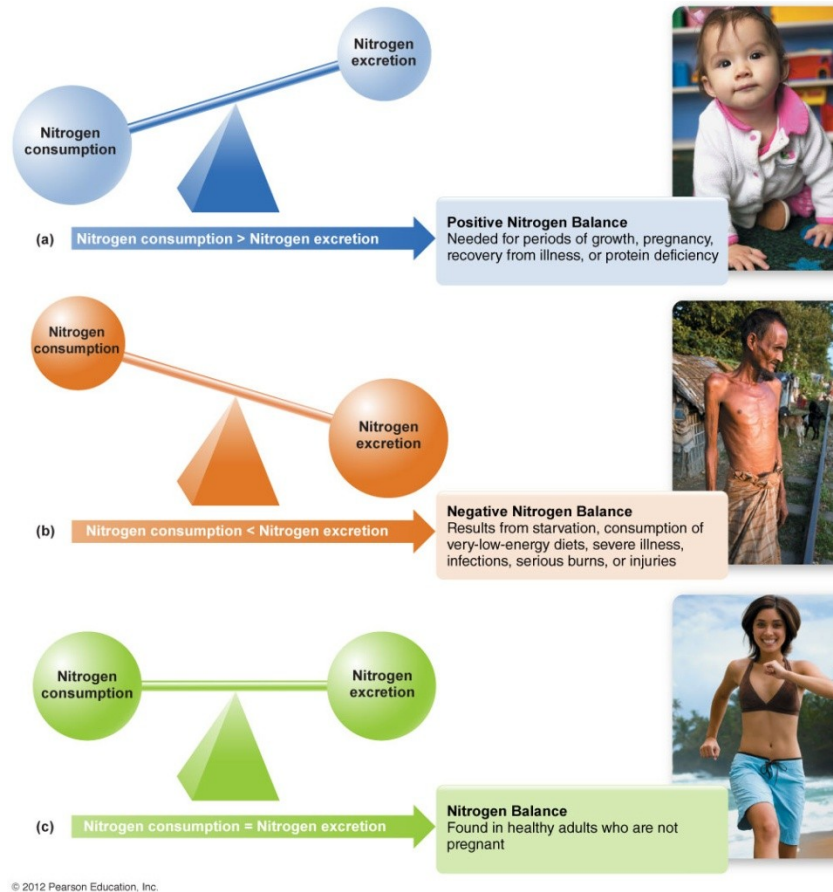 Nitrogen
excretion
Nitrogen
consumption
(a)
Nitrogen consumption > Nitrogen excretion
Positive Nitrogen Balance
Needed for periods of growth, pregnancy,
recovery from illness, or protein deficiency
Nitrogen
consumption
Nitrogen
excretion
(b)
Nitrogen consumption < Nitrogen excretion
Negative Nitrogen Balance
Results from starvation, consumption of
very-low-energy diets, severe illness,
infections, serious burns, or injuries
Nitrogen
consumption
Nitrogen
excretion
(c)
Nitrogen consumption = Nitrogen excretion
Nitrogen Balance
Found in healthy adults who are not
pregnant
© 2012 Pearson Education, Inc.